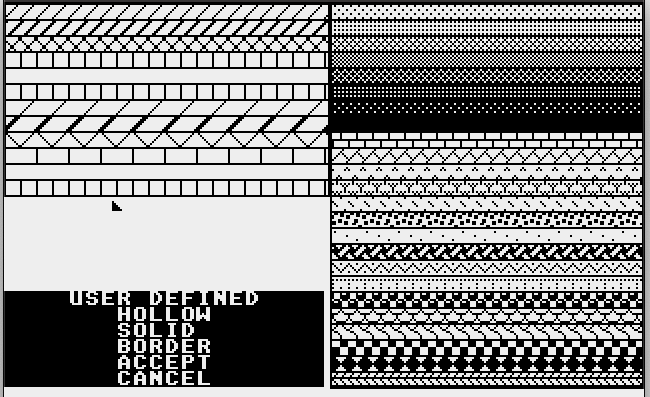 USER DEFINED
HOLLOW
SOLID
BORDER
ACCEPT
CANCEL